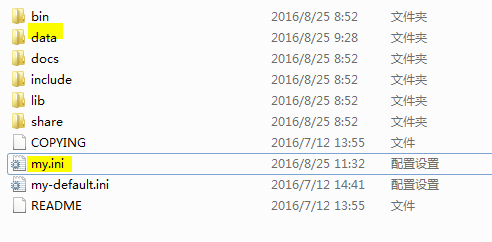 bin 2016/8/25 8:52 文件夹
data 2016/8/25 9:28 文件夹
docs 2016/8/25 8:52 文件夹
include 2016/8/25 8:52 文件夹
lib 2016/8/25 8:52 文件夹
share 2016/8/25 8:52 文件夹
COPYING 2016/7/12 13:55 文件
my.ini 2016/8/25 11:32 配置设置
my-default.ini 2016/7/12 14:41 配置设置
README 2016/7/12 13:55 文件